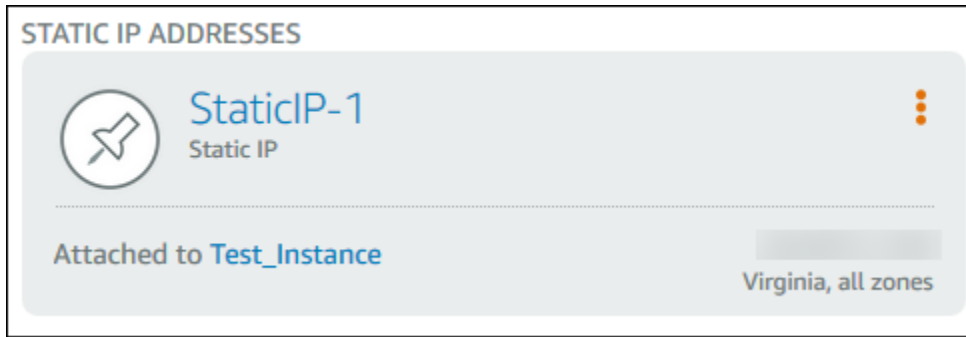 STATIC IP ADDRESSES
StaticIP-1
Static IP
Attached to Test_Instance
Virginia, all zones